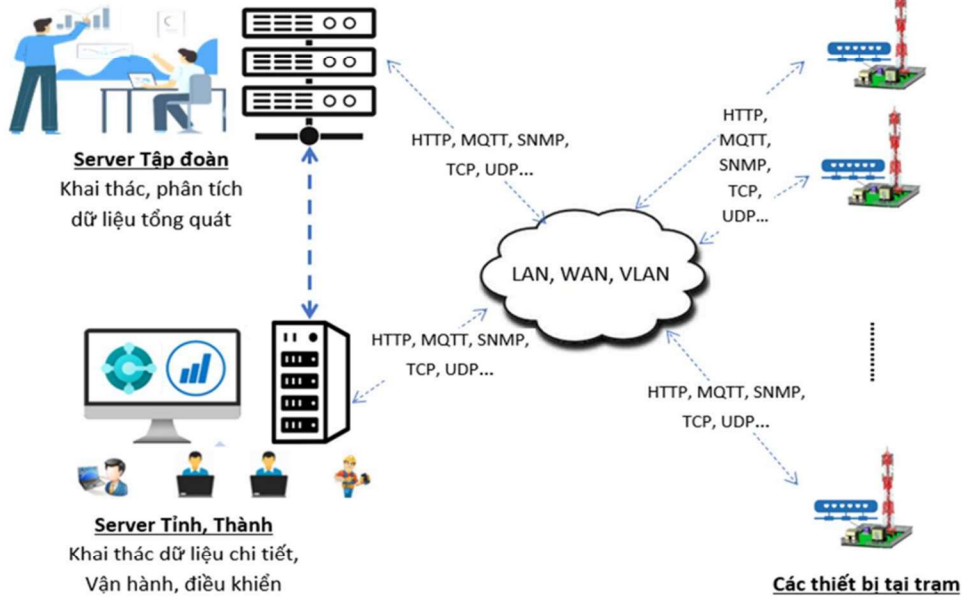 Server Tập đoàn
Khai thác, phân tích
dữ liệu tổng quát
HTTP, MQTT, SNMP,
TCP, UDP...
HTTP,
MQTT,
SNMP,
TCP,
UDP...
LAN, WAN, VLAN
HTTP, MQTT, SNMP,
TCP, UDP...
HTTP, MQTT, SNMP,
TCP, UDP...
Server Tỉnh, Thành
Khai thác dữ liệu chi tiết,
Vận hành, điều khiển
Các thiết bị tại trạm